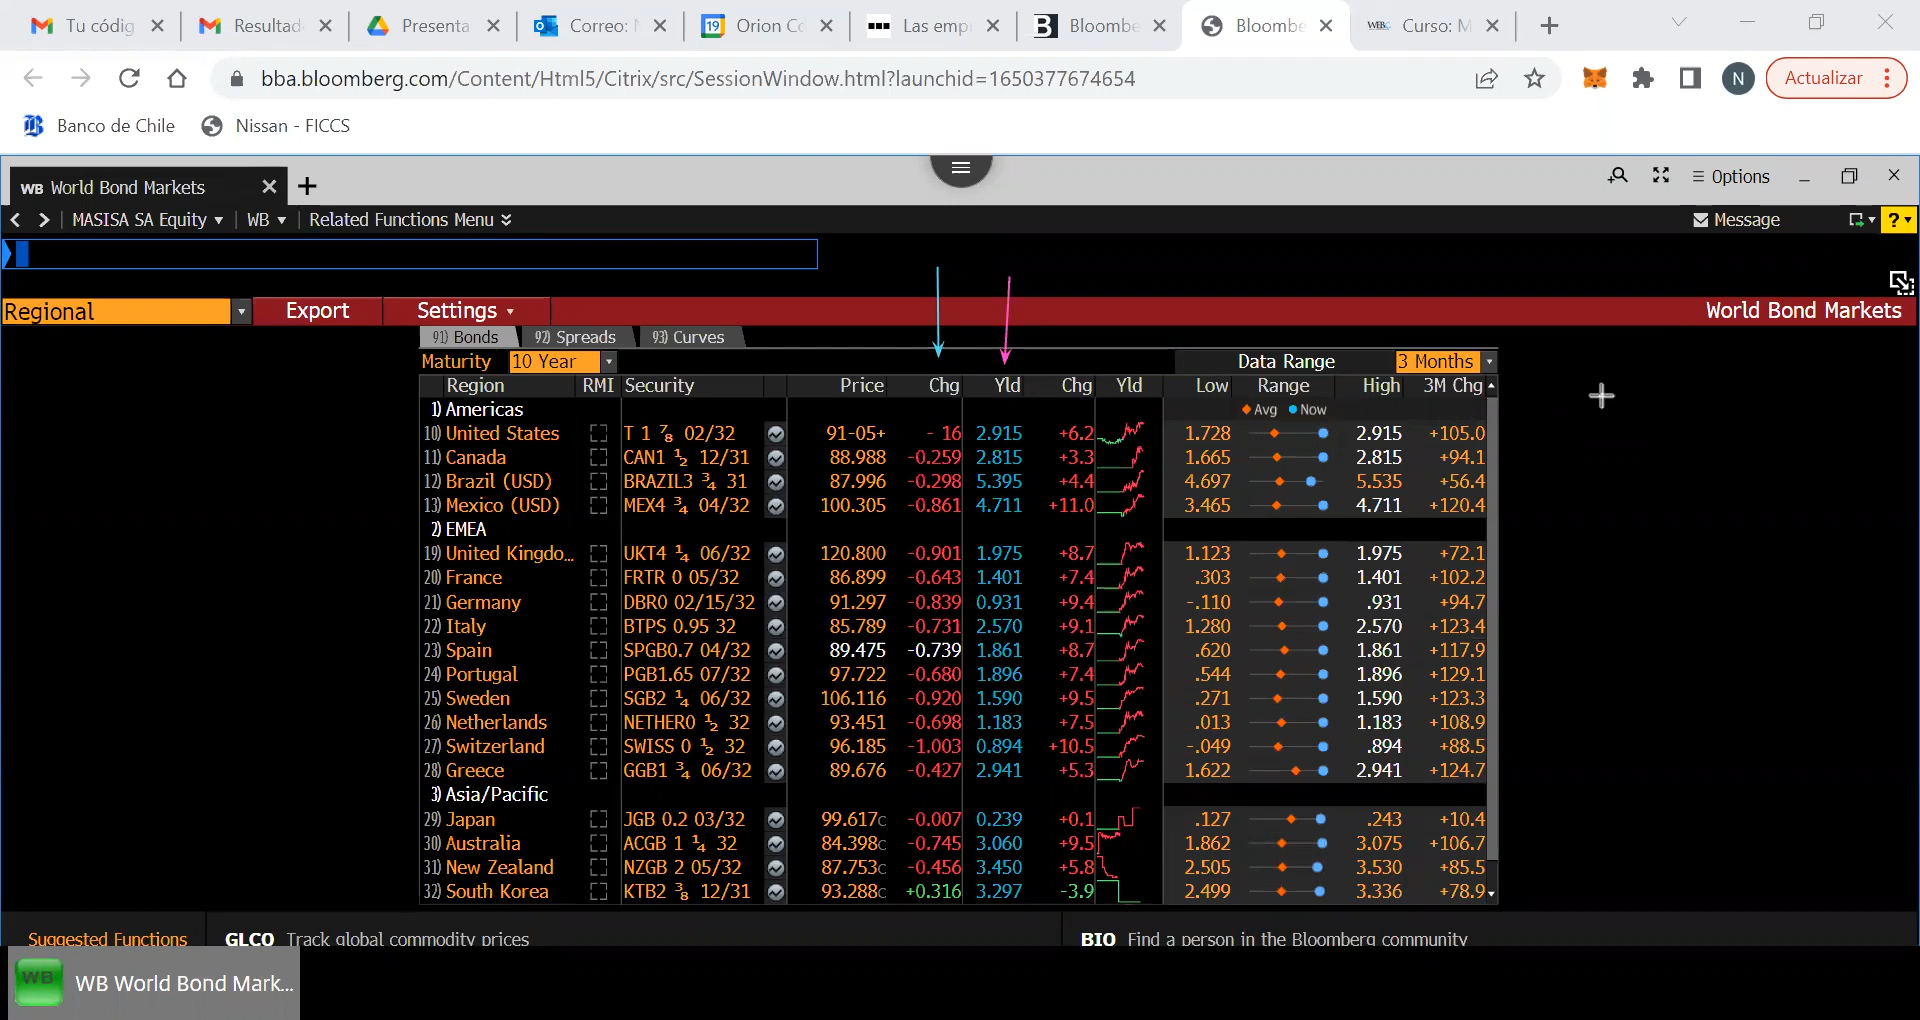 Tu códig
Resultad
Presenta
Correo: N
Orion Co
Las emp
Bloombe
Bloombe
Curso: M
bba.bloomberg.com/Content/Html5/Citrix/src/SessionWindow.html?launchid=1650377674654
N
Actualizar
Banco de Chile
Nissan - FICCS
WB World Bond Markets
Options
MASISA SA Equity
WB
Related Functions Menu
Message
?
Regional
Export
Settings
World Bond Markets
91) Bonds
92) Spreads
93) Curves
Maturity 10 Year
Data Range 3 Months
Region RMI Security Price Chg Yld Chg Yld Low Range High 3M Chg
1) Americas
Avg Now
10) United States T 1 ⅞ 02/32 91-05+ - 16 2.915 +6.2 1.728 2.915 +105.0
11) Canada CAN1 ½ 12/31 88.988 -0.259 2.815 +3.3 1.665 2.815 +94.1
12) Brazil (USD) BRAZIL3 ¾ 31 87.996 -0.298 5.395 +4.4 4.697 5.535 +56.4
13) Mexico (USD) MEX4 ¾ 04/32 100.305 -0.861 4.711 +11.0 3.465 4.711 +120.4
2) EMEA
19) United Kingdo... UKT4 ¼ 06/32 120.800 -0.901 1.975 +8.7 1.123 1.975 +72.1
20) France FRTR 0 05/32 86.899 -0.643 1.401 +7.4 .303 1.401 +102.2
21) Germany DBR0 02/15/32 91.297 -0.839 0.931 +9.4 -.110 .931 +94.7
22) Italy BTPS 0.95 32 85.789 -0.731 2.570 +9.1 1.280 2.570 +123.4
23) Spain SPGB0.7 04/32 89.475 -0.739 1.861 +8.7 .620 1.861 +117.9
24) Portugal PGB1.65 07/32 97.722 -0.680 1.896 +7.4 .544 1.896 +129.1
25) Sweden SGB2 ¼ 06/32 106.116 -0.920 1.590 +9.5 .271 1.590 +123.3
26) Netherlands NETHER0 ½ 32 93.451 -0.698 1.183 +7.5 .013 1.183 +108.9
27) Switzerland SWISS 0 ½ 32 96.185 -1.003 0.894 +10.5 -.049 .894 +88.5
28) Greece GGB1 ¾ 06/32 89.676 -0.427 2.941 +5.3 1.622 2.941 +124.7
3) Asia/Pacific
29) Japan JGB 0.2 03/32 99.617c -0.007 0.239 +0.1 .127 .243 +10.4
30) Australia ACGB 1 ¼ 32 84.398c -0.745 3.060 +9.5 1.862 3.075 +106.7
31) New Zealand NZGB 2 05/32 87.753c -0.456 3.450 +5.8 2.505 3.530 +85.5
32) South Korea KTB2 ⅜ 12/31 93.288c +0.316 3.297 -3.9 2.499 3.336 +78.9
Suggested Functions
GLCO Track global commodity prices
BIO Find a person in the Bloomberg community
WB WB World Bond Mark...